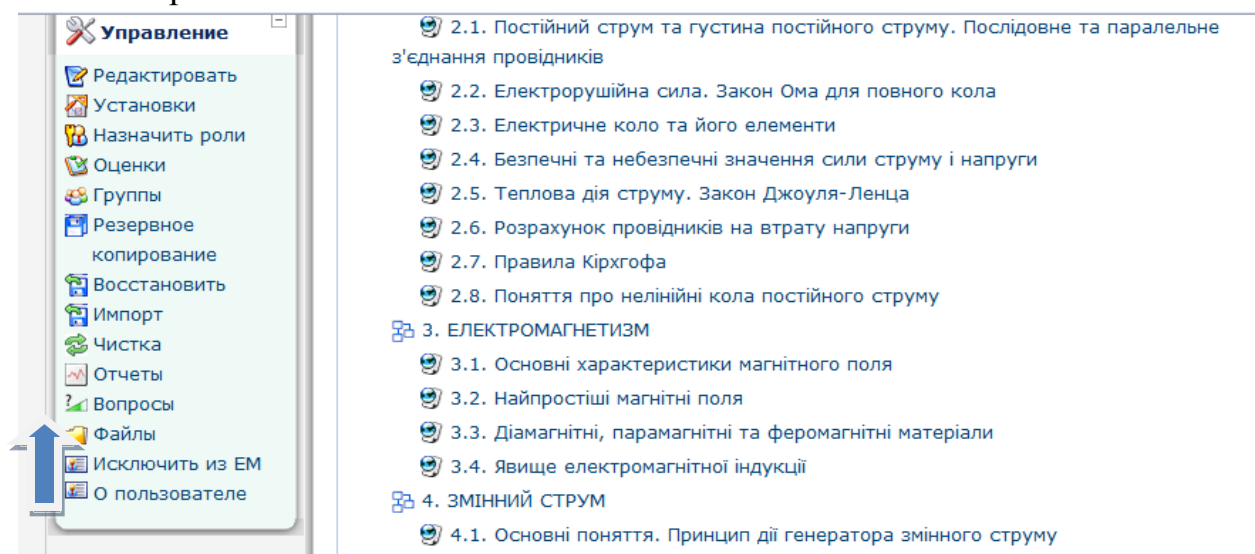 Управление
Редактировать
Установки
Назначить роли
Оценки
Группы
Резервное
копирование
Восстановить
Импорт
Чистка
Отчеты
Вопросы
Файлы
Исключить из ЕМ
О пользователе
2.1. Постійний струм та густина постійного струму. Послідовне та паралельне
з'єднання провідників
2.2. Електрорушійна сила. Закон Ома для повного кола
2.3. Електричне коло та його елементи
2.4. Безпечні та небезпечні значення сили струму і напруги
2.5. Теплова дія струму. Закон Джоуля-Ленца
2.6. Розрахунок провідників на втрату напруги
2.7. Правила Кірхгофа
2.8. Поняття про нелінійні кола постійного струму
3. ЕЛЕКТРОМАГНЕТИЗМ
3.1. Основні характеристики магнітного поля
3.2. Найпростіші магнітні поля
3.3. Діамагнітні, парамагнітні та феромагнітні матеріали
3.4. Явище електромагнітної індукції
4. ЗМІННИЙ СТРУМ
4.1. Основні поняття. Принцип дії генератора змінного струму